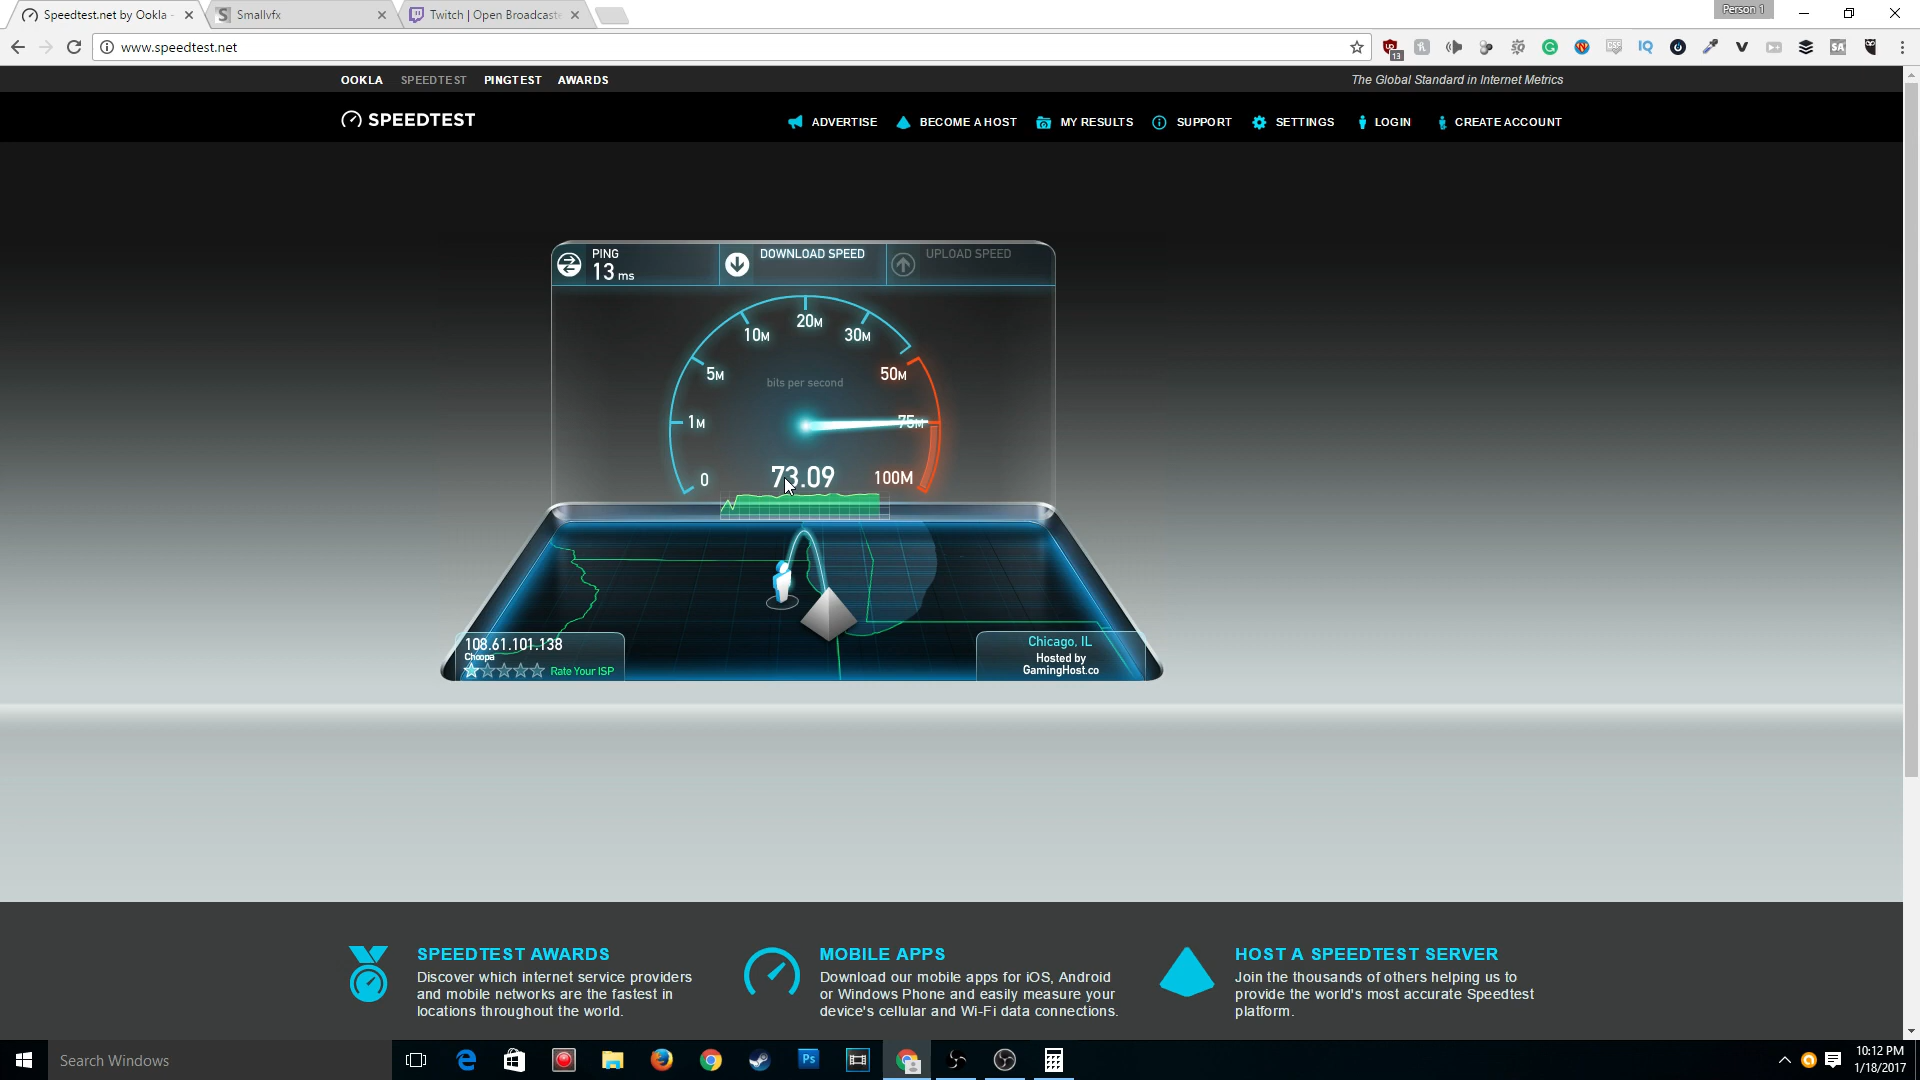 Speedtest.net by Ookla -
Smallvfx
Twitch | Open Broadcaste
Person 1
www.speedtest.net
13
OOKLA SPEEDTEST PINGTEST AWARDS
The Global Standard in Internet Metrics
SPEEDTEST
ADVERTISE BECOME A HOST MY RESULTS SUPPORT SETTINGS LOGIN CREATE ACCOUNT
PING
13 ms
DOWNLOAD SPEED
UPLOAD SPEED
20M
10M
30M
5M
50M
bits per second
1M
75M
73.09
0
100M
108.61.101.138
Choopa
Rate Your ISP
Chicago, IL
Hosted by
GamingHost.co
SPEEDTEST AWARDS
Discover which internet service providers
and mobile networks are the fastest in
locations throughout the world.
MOBILE APPS
Download our mobile apps for iOS, Android
or Windows Phone and easily measure your
device's cellular and Wi-Fi data connections.
HOST A SPEEDTEST SERVER
Join the thousands of others helping us to
provide the world's most accurate Speedtest
platform.
Search Windows
Ps
10:12 PM
1/18/2017